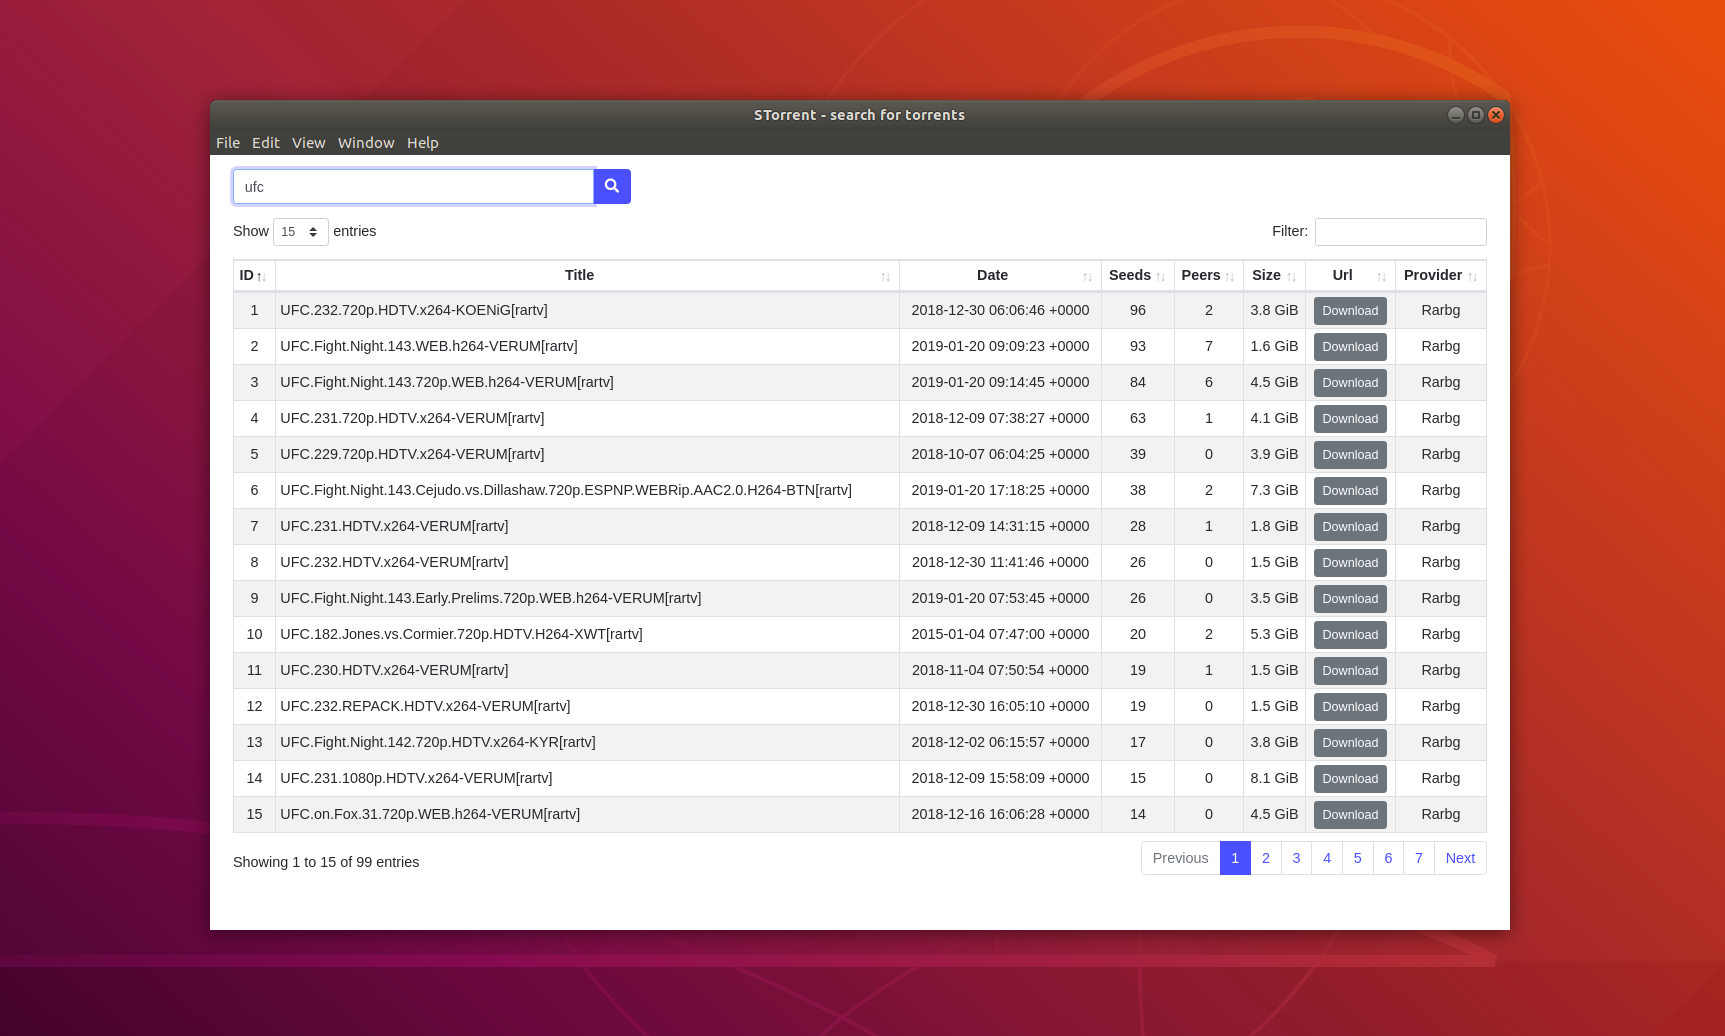 STorrent - search for torrents
File Edit View Window Help
ufc
Show 15 entries Filter:
ID Title Date Seeds Peers Size Url Provider
1 UFC.232.720p.HDTV.x264-KOENiG[rartv] 2018-12-30 06:06:46 +0000 96 2 3.8 GiB Download Rarbg
2 UFC.Fight.Night.143.WEB.h264-VERUM[rartv] 2019-01-20 09:09:23 +0000 93 7 1.6 GiB Download Rarbg
3 UFC.Fight.Night.143.720p.WEB.h264-VERUM[rartv] 2019-01-20 09:14:45 +0000 84 6 4.5 GiB Download Rarbg
4 UFC.231.720p.HDTV.x264-VERUM[rartv] 2018-12-09 07:38:27 +0000 63 1 4.1 GiB Download Rarbg
5 UFC.229.720p.HDTV.x264-VERUM[rartv] 2018-10-07 06:04:25 +0000 39 0 3.9 GiB Download Rarbg
6 UFC.Fight.Night.143.Cejudo.vs.Dillashaw.720p.ESPNP.WEBRip.AAC2.0.H264-BTN[rartv] 2019-01-20 17:18:25 +0000 38 2 7.3 GiB Download Rarbg
7 UFC.231.HDTV.x264-VERUM[rartv] 2018-12-09 14:31:15 +0000 28 1 1.8 GiB Download Rarbg
8 UFC.232.HDTV.x264-VERUM[rartv] 2018-12-30 11:41:46 +0000 26 0 1.5 GiB Download Rarbg
9 UFC.Fight.Night.143.Early.Prelims.720p.WEB.h264-VERUM[rartv] 2019-01-20 07:53:45 +0000 26 0 3.5 GiB Download Rarbg
10 UFC.182.Jones.vs.Cormier.720p.HDTV.H264-XWT[rartv] 2015-01-04 07:47:00 +0000 20 2 5.3 GiB Download Rarbg
11 UFC.230.HDTV.x264-VERUM[rartv] 2018-11-04 07:50:54 +0000 19 1 1.5 GiB Download Rarbg
12 UFC.232.REPACK.HDTV.x264-VERUM[rartv] 2018-12-30 16:05:10 +0000 19 0 1.5 GiB Download Rarbg
13 UFC.Fight.Night.142.720p.HDTV.x264-KYR[rartv] 2018-12-02 06:15:57 +0000 17 0 3.8 GiB Download Rarbg
14 UFC.231.1080p.HDTV.x264-VERUM[rartv] 2018-12-09 15:58:09 +0000 15 0 8.1 GiB Download Rarbg
15 UFC.on.Fox.31.720p.WEB.h264-VERUM[rartv] 2018-12-16 16:06:28 +0000 14 0 4.5 GiB Download Rarbg
Showing 1 to 15 of 99 entries Previous 1 2 3 4 5 6 7 Next